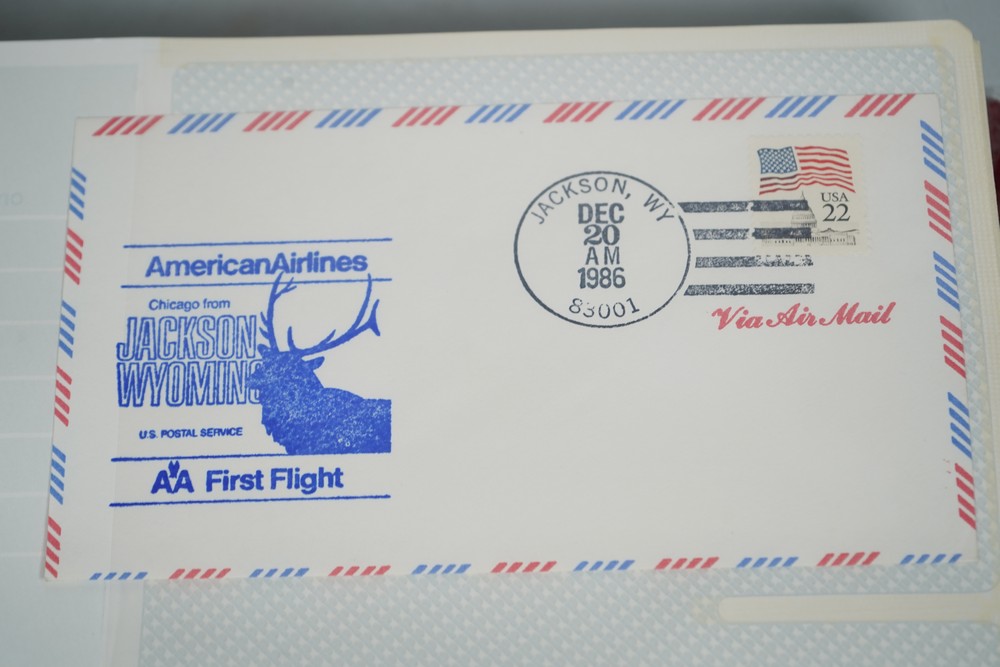 AmericanAirlines
Chicago from
JACKSON
WYOMING
U.S. POSTAL SERVICE
AA First Flight
JACKSON, WY
DEC
20
AM
1986
83001
USA
22
Via Air Mail